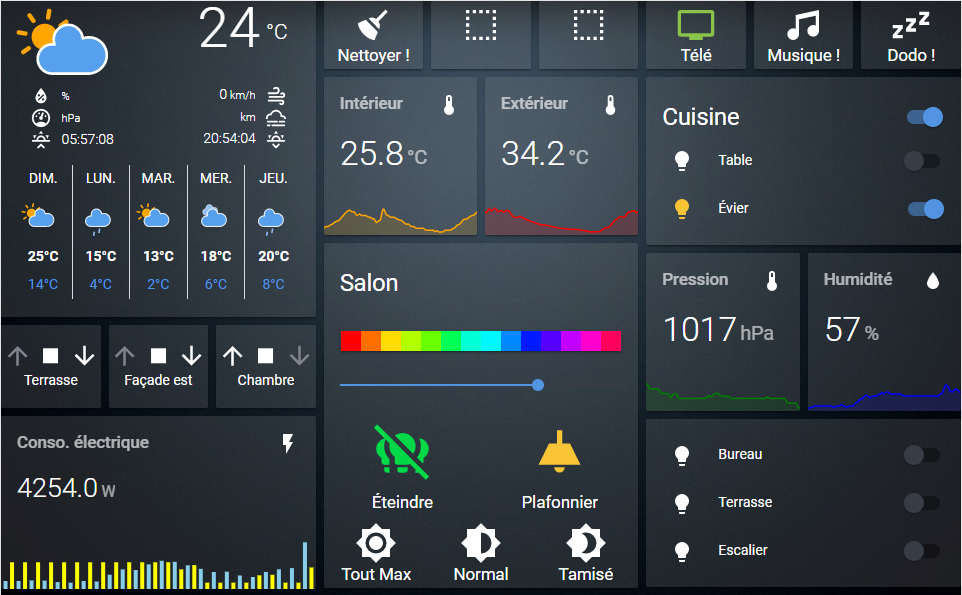 24 °C
% 0 km/h
hPa km
05:57:08 20:54:04
DIM. LUN. MAR. MER. JEU.
25°C 15°C 13°C 18°C 20°C
14°C 4°C 2°C 6°C 8°C
Terrasse Façade est Chambre
Conso. électrique
4254.0 W
Nettoyer !
Télé
Musique !
zzz
Dodo !
Intérieur
25.8 °C
Extérieur
34.2 °C
Salon
Éteindre Plafonnier
Tout Max Normal Tamisé
Cuisine
Table
Évier
Pression
1017 hPa
Humidité
57 %
Bureau
Terrasse
Escalier